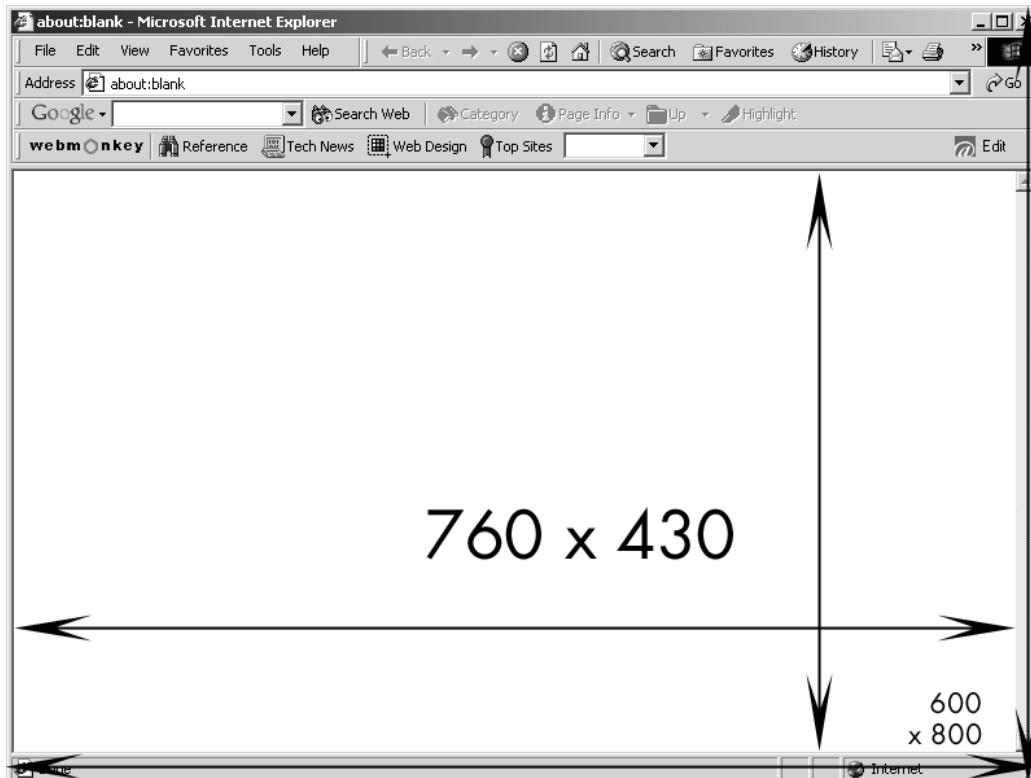 about:blank - Microsoft Internet Explorer
File Edit View Favorites Tools Help Back Search Favorites History »
Address about:blank Go
Google Search Web Category Page Info Up Highlight
webmonkey Reference Tech News Web Design Top Sites Edit
760 x 430
600
x 800
Internet